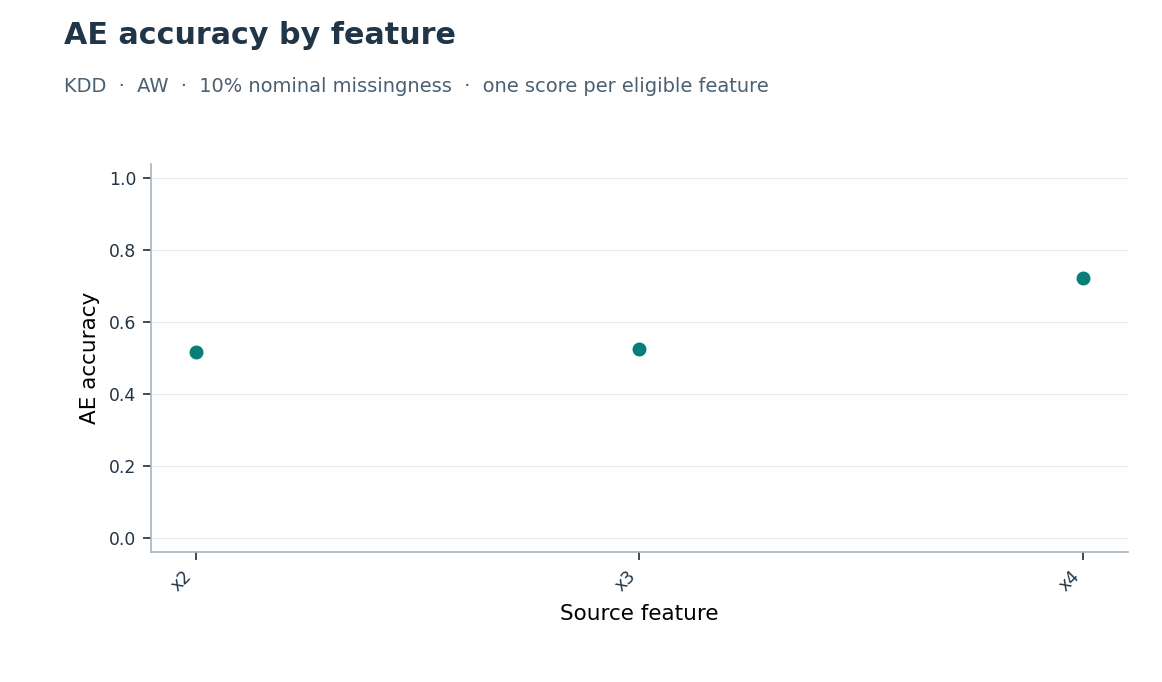 AE accuracy by feature
KDD · AW · 10% nominal missingness · one score per eligible feature
1.0
0.8
0.6
0.4
0.2
0.0
AE accuracy
x2
x3
x4
Source feature